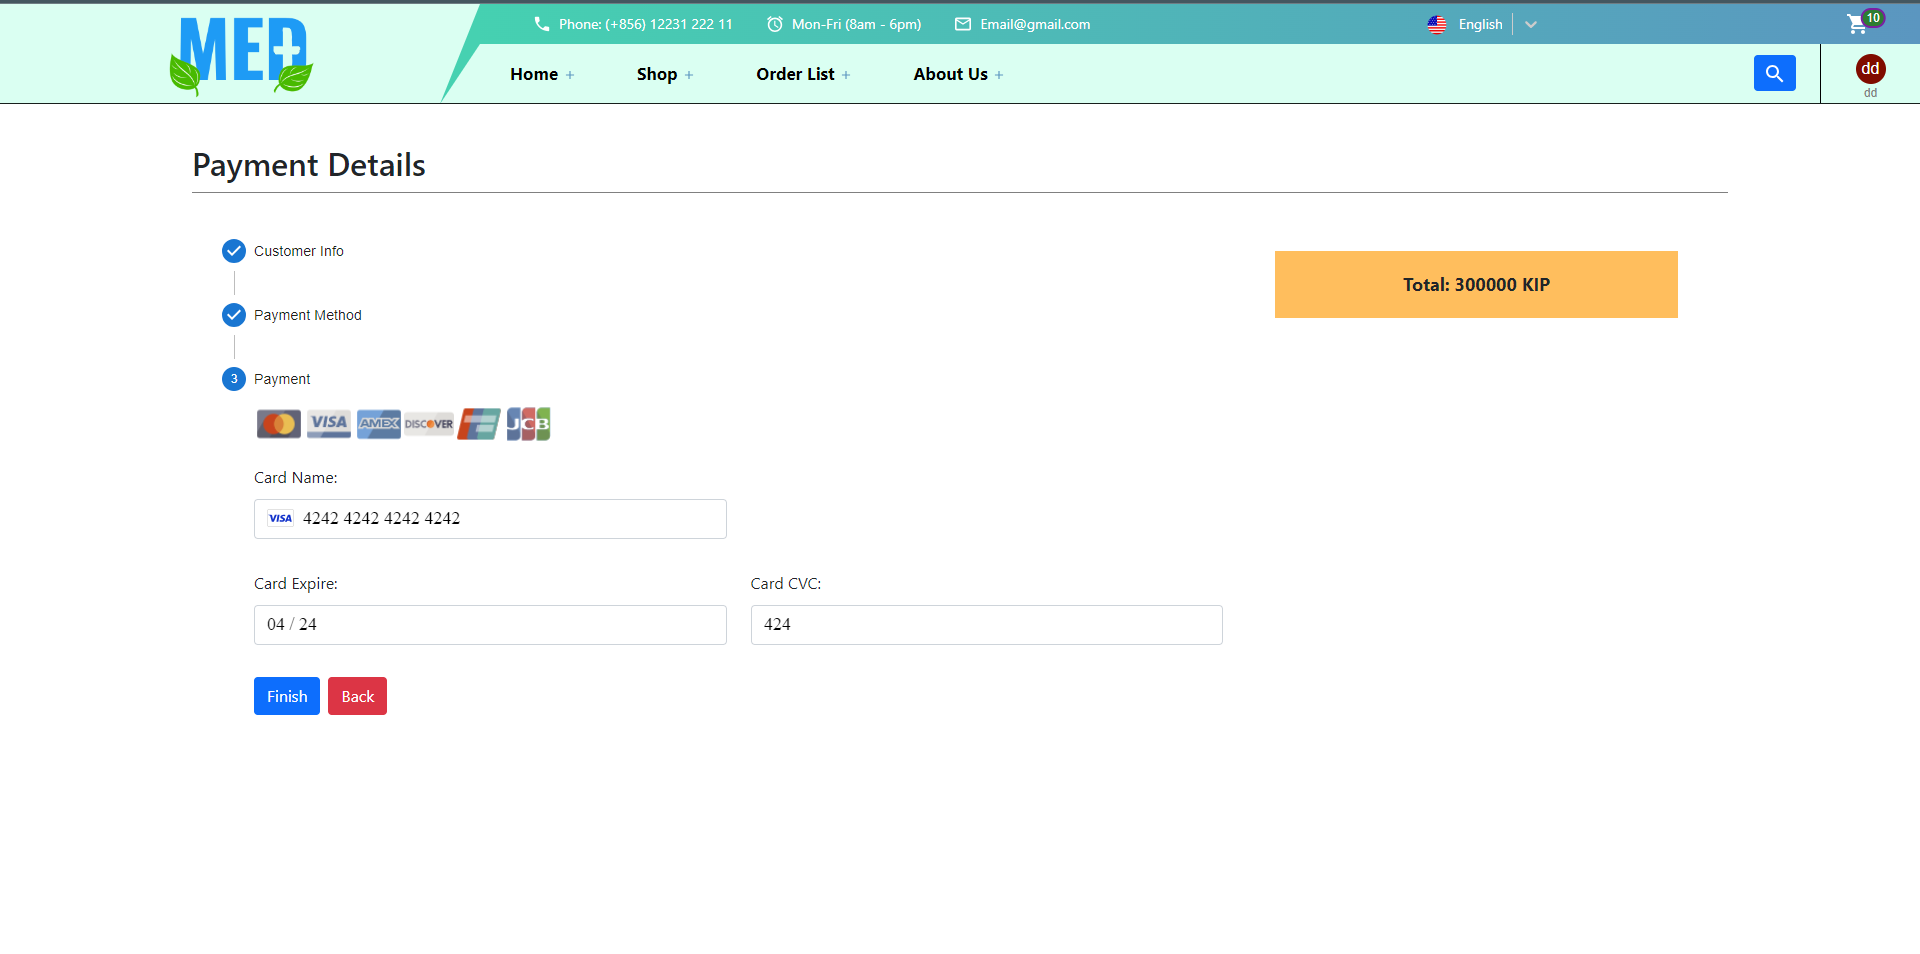 MED
Phone: (+856) 12231 222 11
Mon-Fri (8am - 6pm)
Email@gmail.com
English
10
Home +
Shop +
Order List +
About Us +
dd
dd
Payment Details
Customer Info
Total: 300000 KIP
Payment Method
3 Payment
VISA
AMEX
DISCOVER
JCB
Card Name:
VISA 4242 4242 4242 4242
Card Expire:
Card CVC:
04 / 24
424
Finish
Back